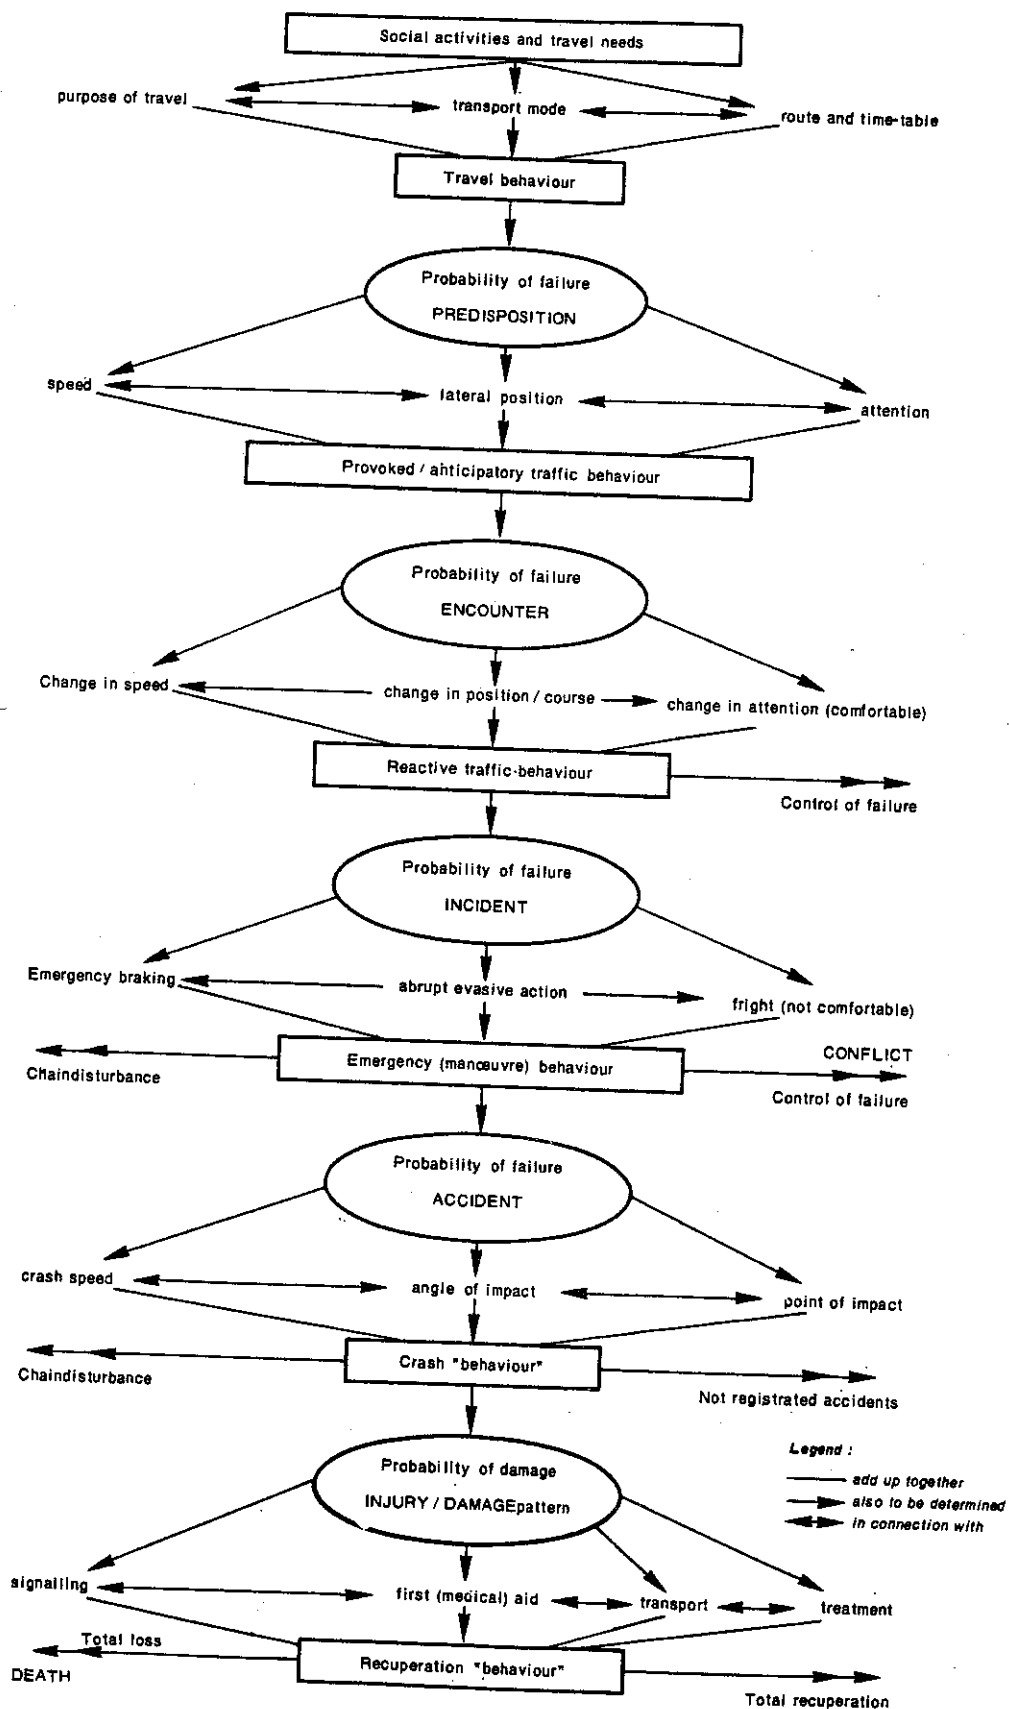 Social activities and travel needs
purpose of travel
transport mode
route and time-table
Travel behaviour
Probability of failure
PREDISPOSITION
speed
lateral position
attention
Provoked / anticipatory traffic behaviour
Probability of failure
ENCOUNTER
Change in speed
change in position / course
change in attention (comfortable)
Reactive traffic-behaviour
Control of failure
Probability of failure
INCIDENT
Emergency braking
abrupt evasive action
fright (not comfortable)
CONFLICT
Emergency (manœuvre) behaviour
Chaindisturbance
Control of failure
Probability of failure
ACCIDENT
crash speed
angle of impact
point of impact
Crash "behaviour"
Chaindisturbance
Not registrated accidents
Legend :
add up together
also to be determined
in connection with
Probability of damage
INJURY / DAMAGEpattern
signalling
first (medical) aid
transport
treatment
Total loss
DEATH
Recuperation "behaviour"
Total recuperation